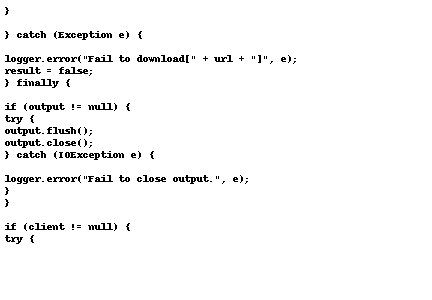 }
} catch (Exception e) {
logger.error("Fail to download[" + url + "]", e);
result = false;
} finally {
if (output != null) {
try {
output.flush();
output.close();
} catch (IOException e) {
logger.error("Fail to close output.", e);
}
}
if (client != null) {
try {